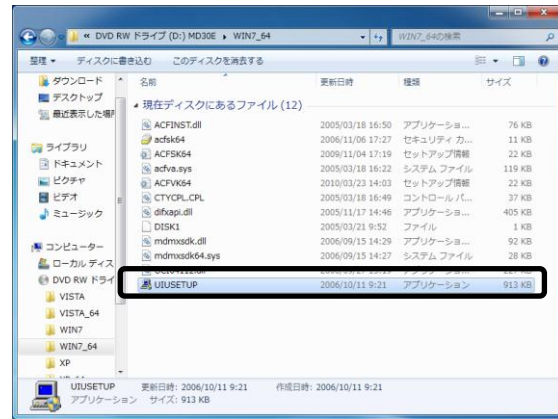 « DVD RW ドライブ (D:) MD30E ▸ WIN7_64
WIN7_64の検索
整理 ディスクに書き込む このディスクを消去する
ダウンロード
デスクトップ
最近表示した場所
ライブラリ
ドキュメント
ピクチャ
ビデオ
ミュージック
コンピューター
ローカル ディス
DVD RW ドライ
VISTA
VISTA_64
WIN7
WIN7_64
XP
名前 更新日時 種類 サイズ
現在ディスクにあるファイル (12)
ACFINST.dll 2005/03/18 16:50 アプリケーショ... 76 KB
acfsk64 2006/11/06 17:27 セキュリティ カ... 11 KB
ACFSK64 2009/11/04 17:19 セットアップ情報 22 KB
acfva.sys 2005/03/18 16:22 システム ファイル 119 KB
ACFVK64 2010/03/23 14:03 セットアップ情報 22 KB
CTYCPL.CPL 2005/03/18 16:49 コントロール パ... 37 KB
difxapi.dll 2005/11/17 14:46 アプリケーショ... 405 KB
DISK1 2005/03/21 9:52 ファイル 1 KB
mdmxsdk.dll 2006/09/15 14:29 アプリケーショ... 92 KB
mdmxsdk64.sys 2006/09/15 14:27 システム ファイル 28 KB
UIUSETUP 2006/10/11 9:21 アプリケーション 913 KB
UIUSETUP 更新日時: 2006/10/11 9:21 作成日時: 2006/10/11 9:21
アプリケーション サイズ: 913 KB